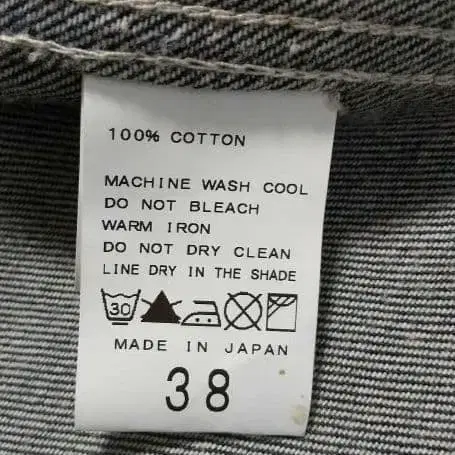 100% COTTON
MACHINE WASH COOL
DO NOT BLEACH
WARM IRON
DO NOT DRY CLEAN
LINE DRY IN THE SHADE
30
MADE IN JAPAN
38